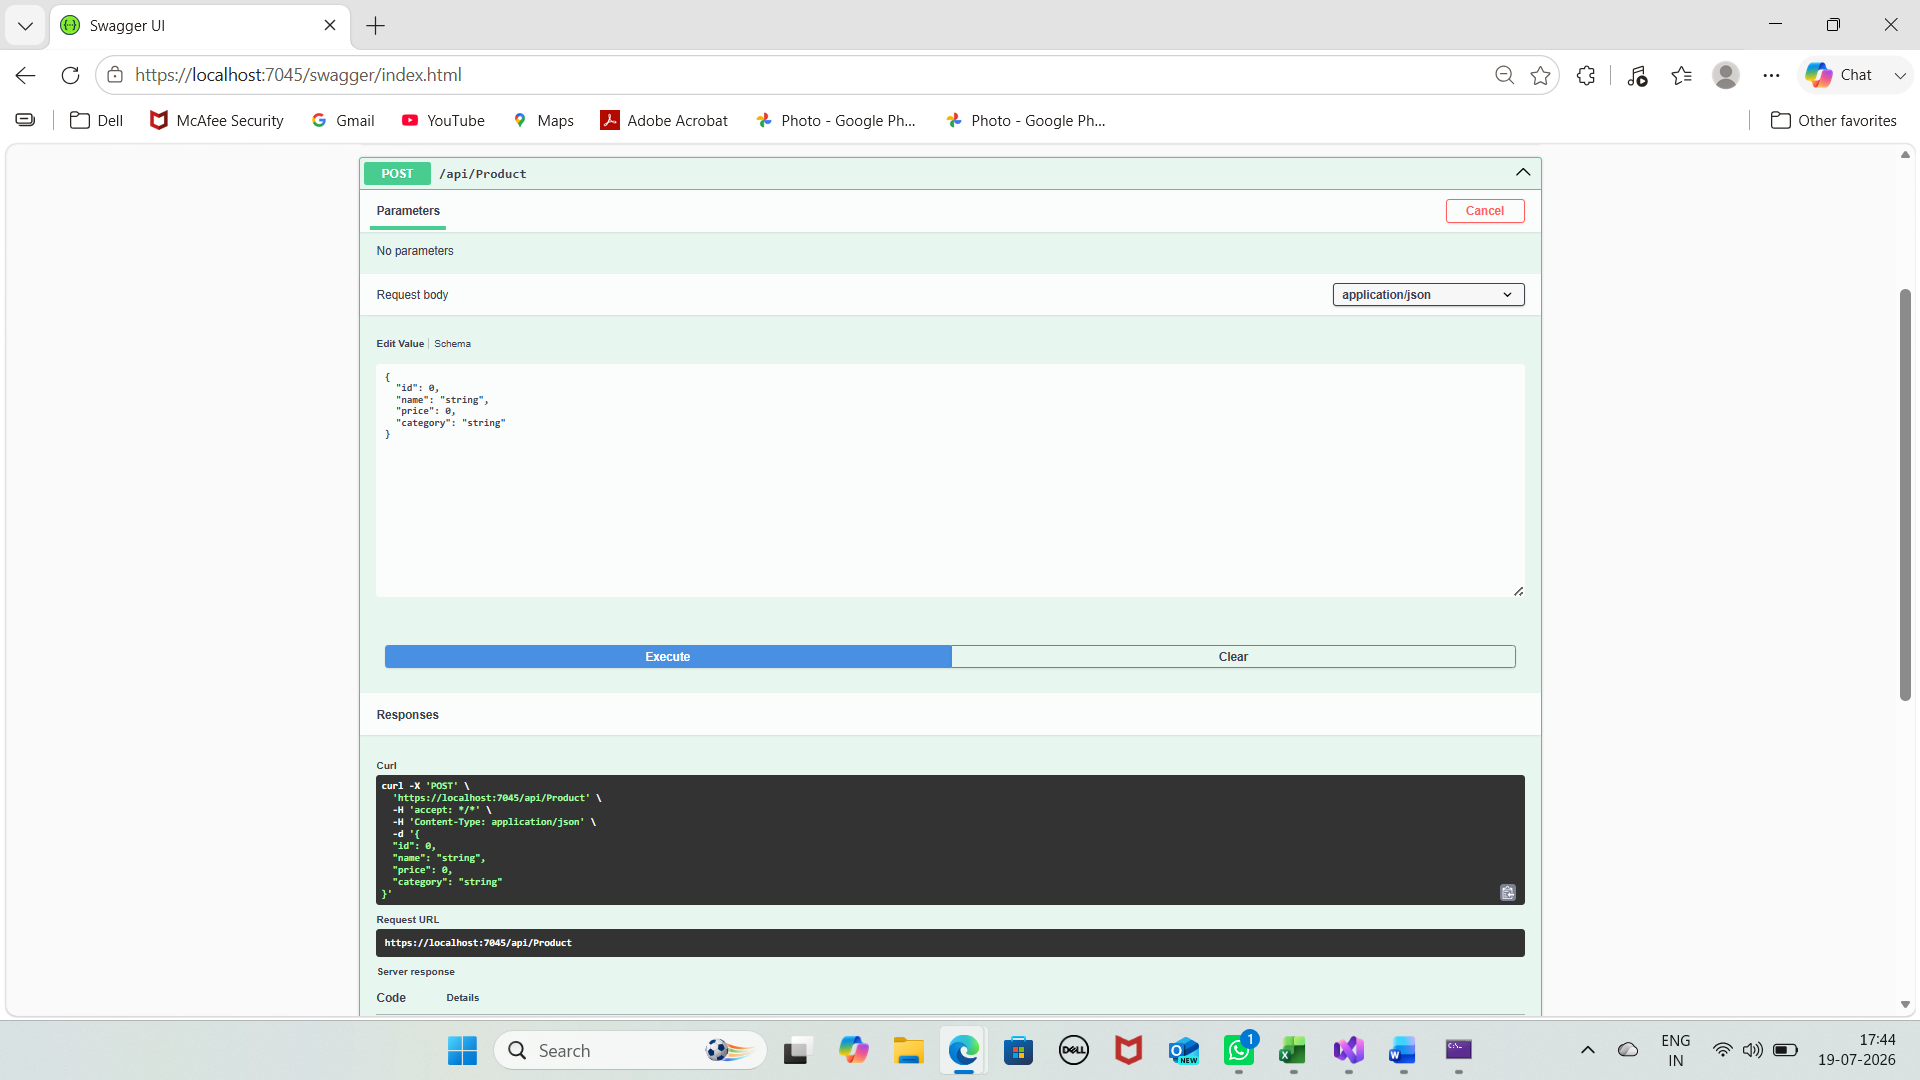 Swagger UI
https://localhost:7045/swagger/index.html
Chat
Dell
McAfee Security
Gmail
YouTube
Maps
Adobe Acrobat
Photo - Google Ph...
Photo - Google Ph...
Other favorites
POST /api/Product
Parameters
Cancel
No parameters
Request body
application/json
Edit Value | Schema
{
  "id": 0,
  "name": "string",
  "price": 0,
  "category": "string"
}
Execute
Clear
Responses
Curl
curl -X 'POST' \
  'https://localhost:7045/api/Product' \
  -H 'accept: */*' \
  -H 'Content-Type: application/json' \
  -d '{
  "id": 0,
  "name": "string",
  "price": 0,
  "category": "string"
}'
Request URL
https://localhost:7045/api/Product
Server response
Code Details
Search
DELL
NEW
1
ENG
IN
17:44
19-07-2026